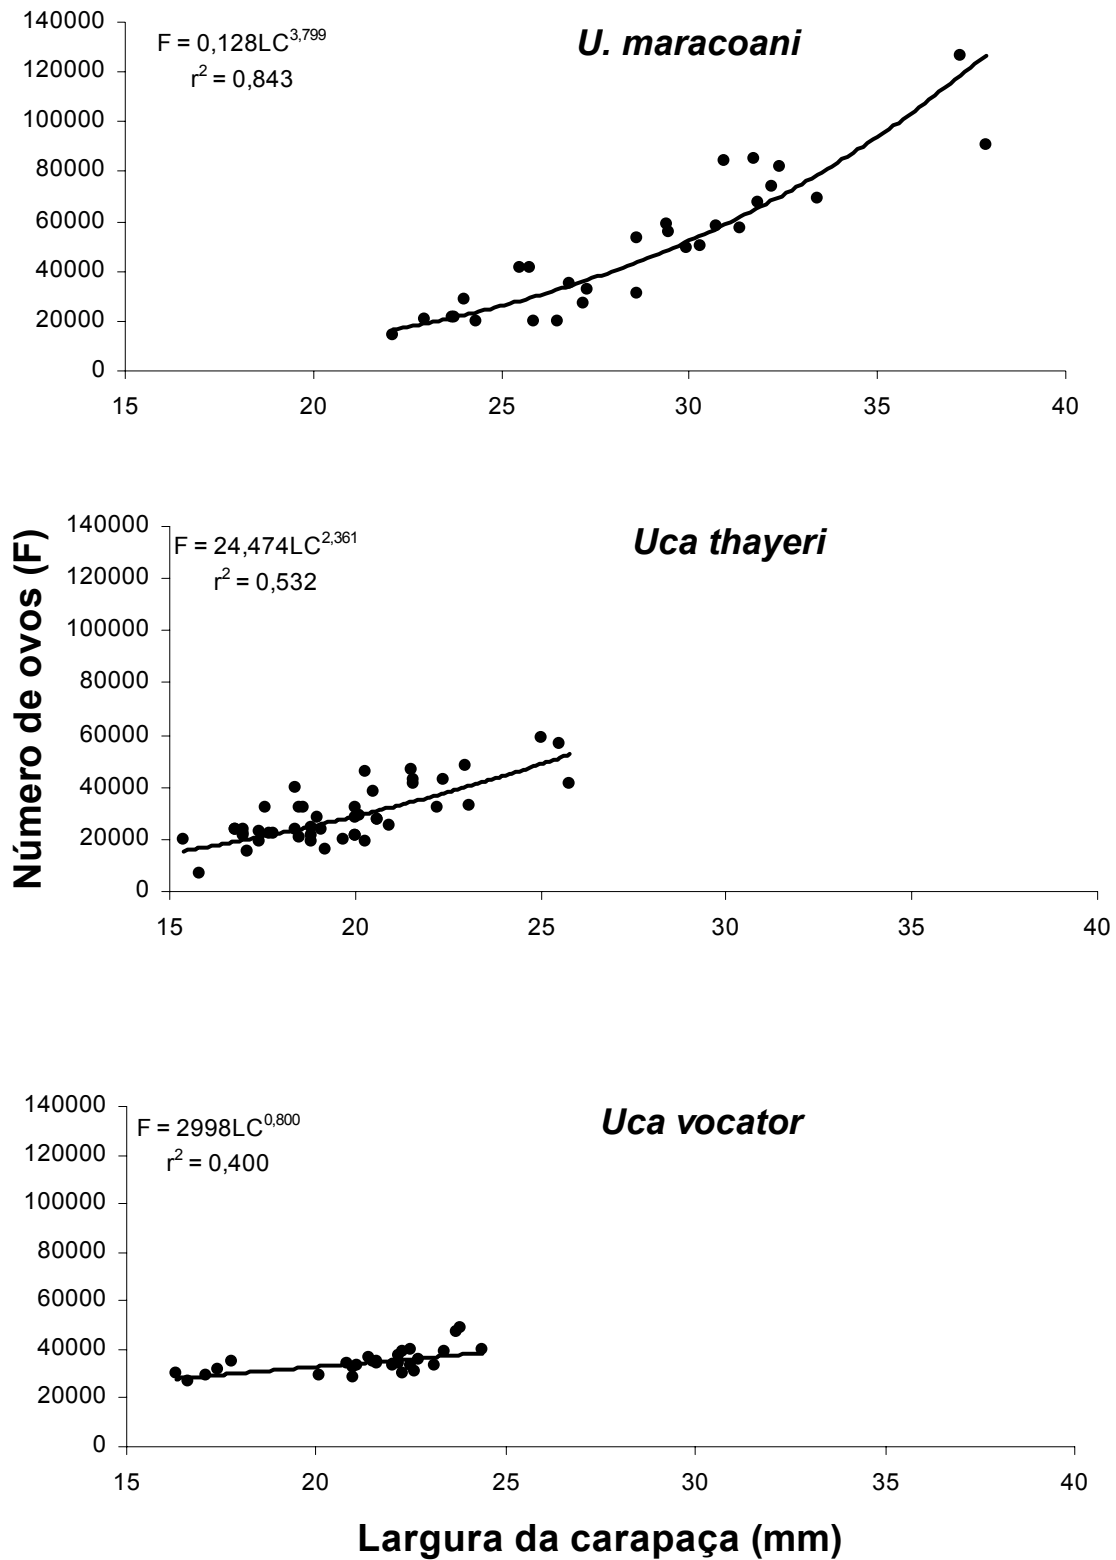 140000
F = 0,128LC^3,799
U. maracoani
r^2 = 0,843
120000
100000
80000
60000
40000
20000
0
15 20 25 30 35 40
Número de ovos (F)
140000
F = 24,474LC^2,361
Uca thayeri
r^2 = 0,532
120000
100000
80000
60000
40000
20000
0
15 20 25 30 35 40
140000
F = 2998LC^0,800
Uca vocator
r^2 = 0,400
120000
100000
80000
60000
40000
20000
0
15 20 25 30 35 40
Largura da carapaça (mm)